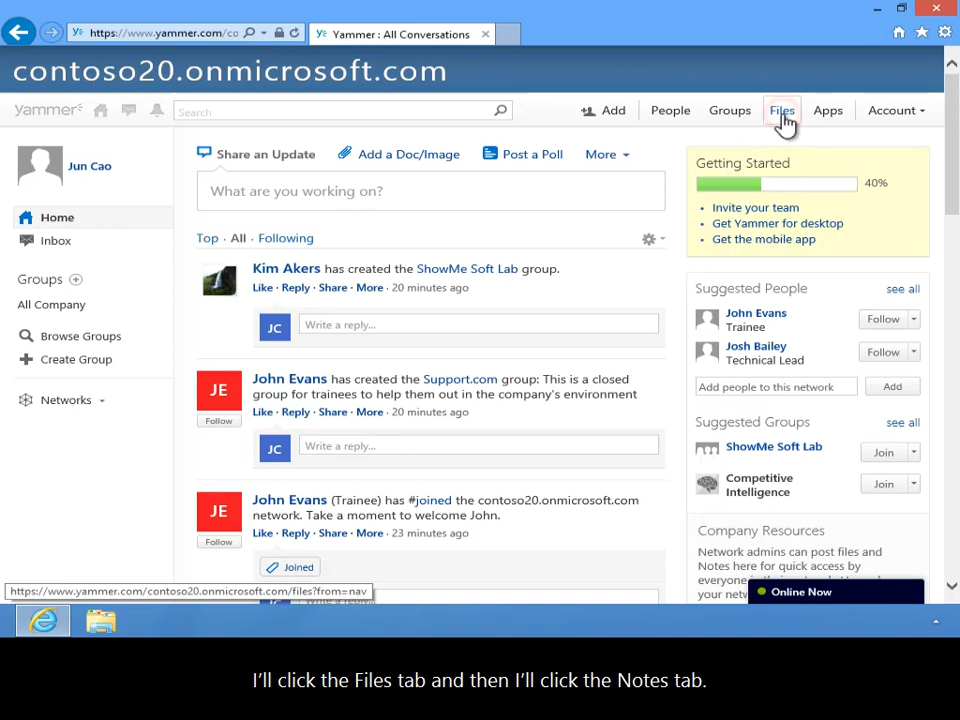 https://www.yammer.com/co
Yammer : All Conversations
contoso20.onmicrosoft.com
yammer
Search
Add
People
Groups
Files
Apps
Account
Jun Cao
Home
Inbox
Groups
All Company
Browse Groups
Create Group
Networks
Share an Update
Add a Doc/Image
Post a Poll
More
What are you working on?
Top · All · Following
Kim Akers has created the ShowMe Soft Lab group.
Like · Reply · Share · More · 20 minutes ago
JC
Write a reply...
JE
Follow
John Evans has created the Support.com group: This is a closed
group for trainees to help them out in the company's environment
Like · Reply · Share · More · 20 minutes ago
JC
Write a reply...
JE
Follow
John Evans (Trainee) has #joined the contoso20.onmicrosoft.com
network. Take a moment to welcome John.
Like · Reply · Share · More · 23 minutes ago
Joined
Getting Started
40%
• Invite your team
• Get Yammer for desktop
• Get the mobile app
Suggested People
see all
John Evans
Trainee
Follow
Josh Bailey
Technical Lead
Follow
Add people to this network
Add
Suggested Groups
see all
ShowMe Soft Lab
Join
Competitive
Intelligence
Join
Company Resources
Network admins can post files and
Notes here for quick access by
Online Now
https://www.yammer.com/contoso20.onmicrosoft.com/files?from=nav
I'll click the Files tab and then I'll click the Notes tab.